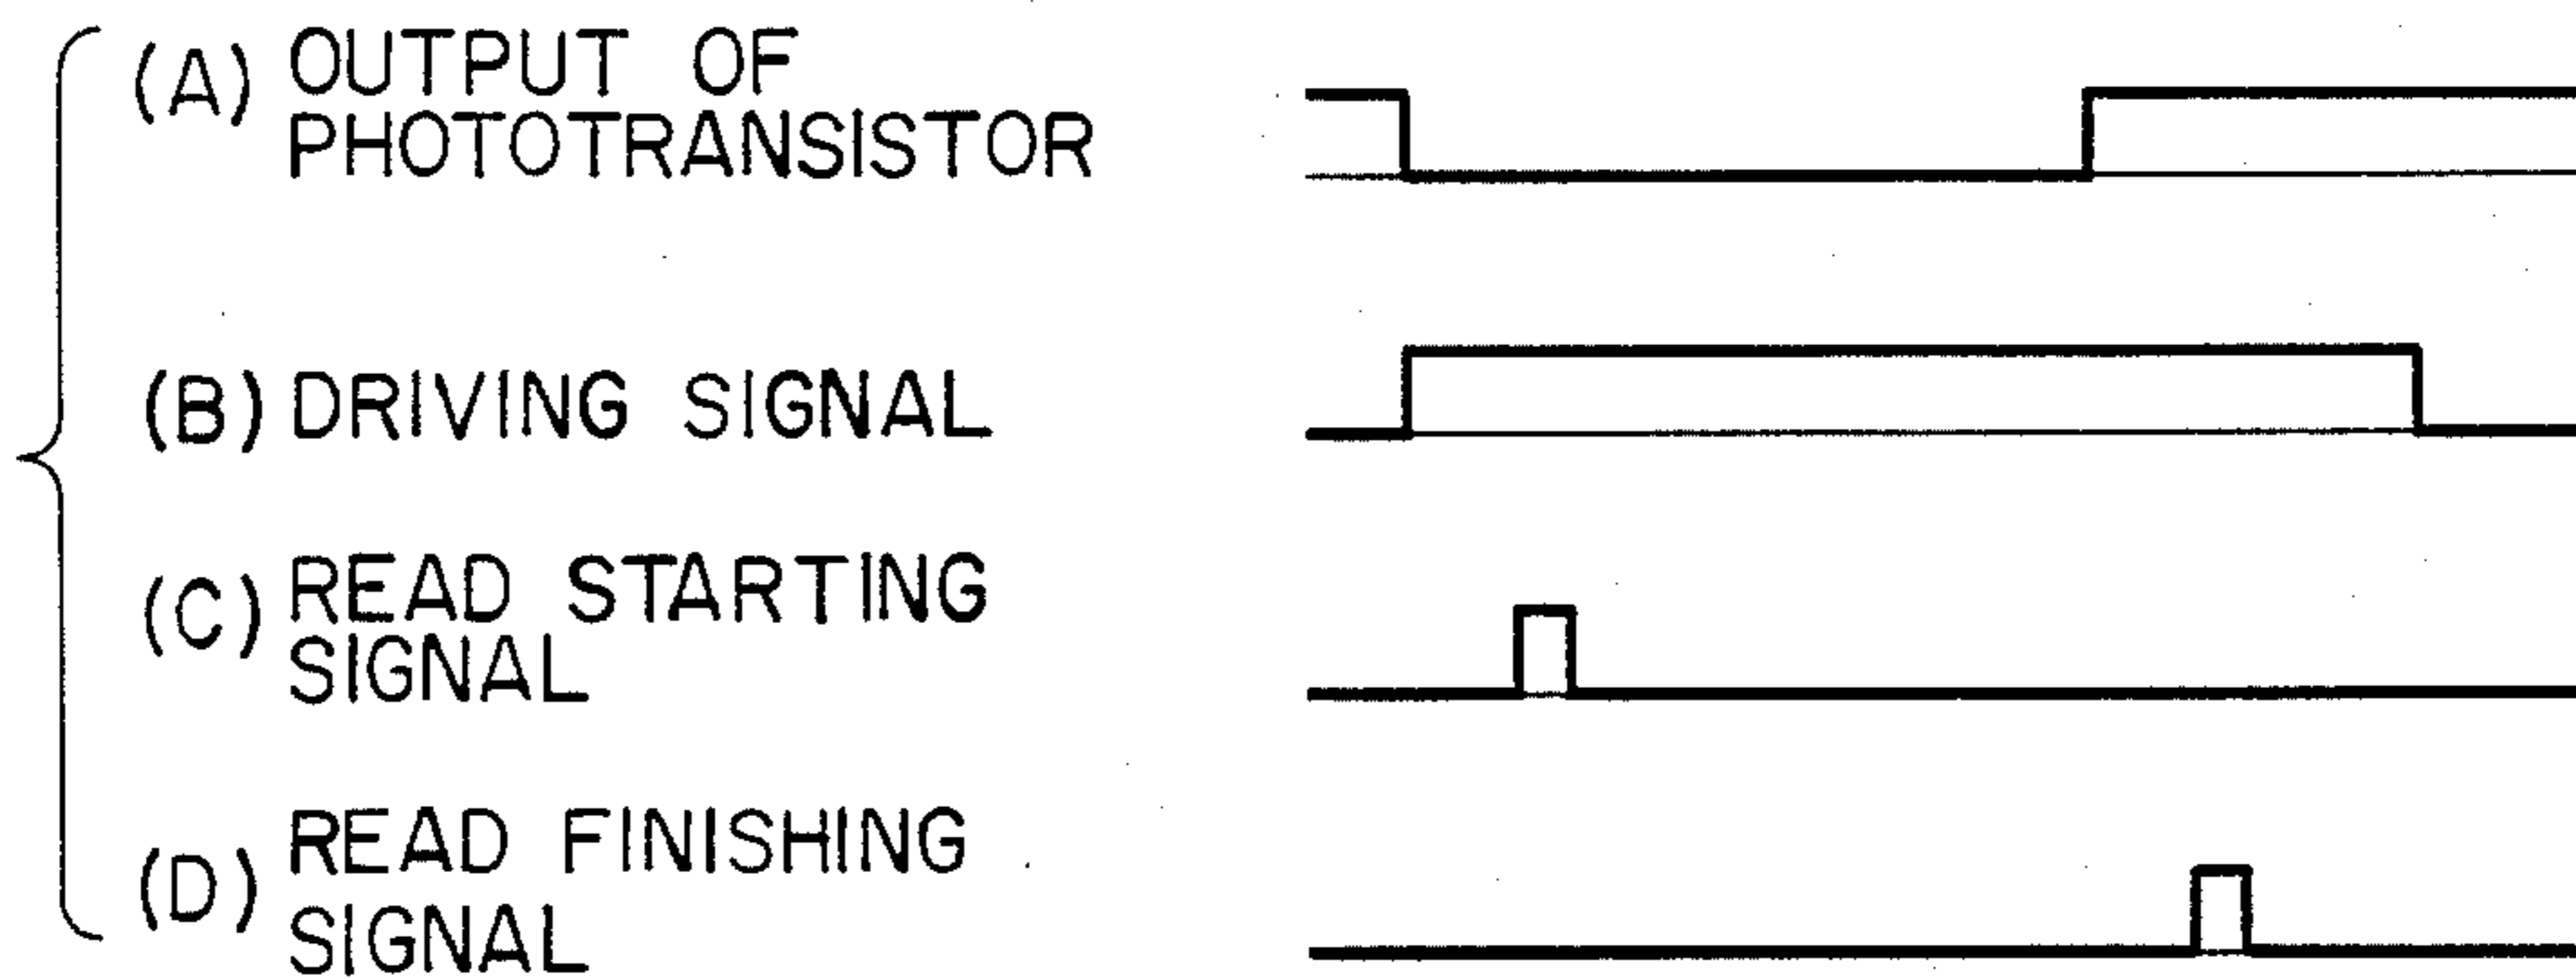 (A) OUTPUT OF
PHOTOTRANSISTOR
(B) DRIVING SIGNAL
(C) READ STARTING
SIGNAL
(D) READ FINISHING
SIGNAL